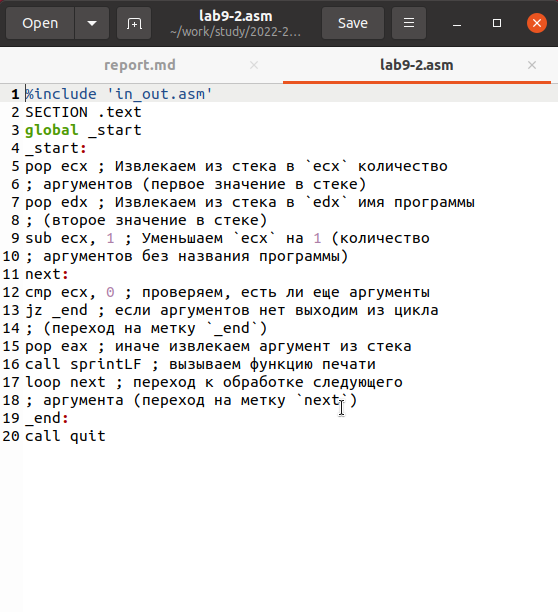 Open
lab9-2.asm
~/work/study/2022-2...
Save
report.md
lab9-2.asm
1 %include 'in_out.asm'
2 SECTION .text
3 global _start
4 _start:
5 pop ecx ; Извлекаем из стека в `ecx` количество
6 ; аргументов (первое значение в стеке)
7 pop edx ; Извлекаем из стека в `edx` имя программы
8 ; (второе значение в стеке)
9 sub ecx, 1 ; Уменьшаем `ecx` на 1 (количество
10 ; аргументов без названия программы)
11 next:
12 cmp ecx, 0 ; проверяем, есть ли еще аргументы
13 jz _end ; если аргументов нет выходим из цикла
14 ; (переход на метку `_end`)
15 pop eax ; иначе извлекаем аргумент из стека
16 call sprintLF ; вызываем функцию печати
17 loop next ; переход к обработке следующего
18 ; аргумента (переход на метку `next`)
19 _end:
20 call quit